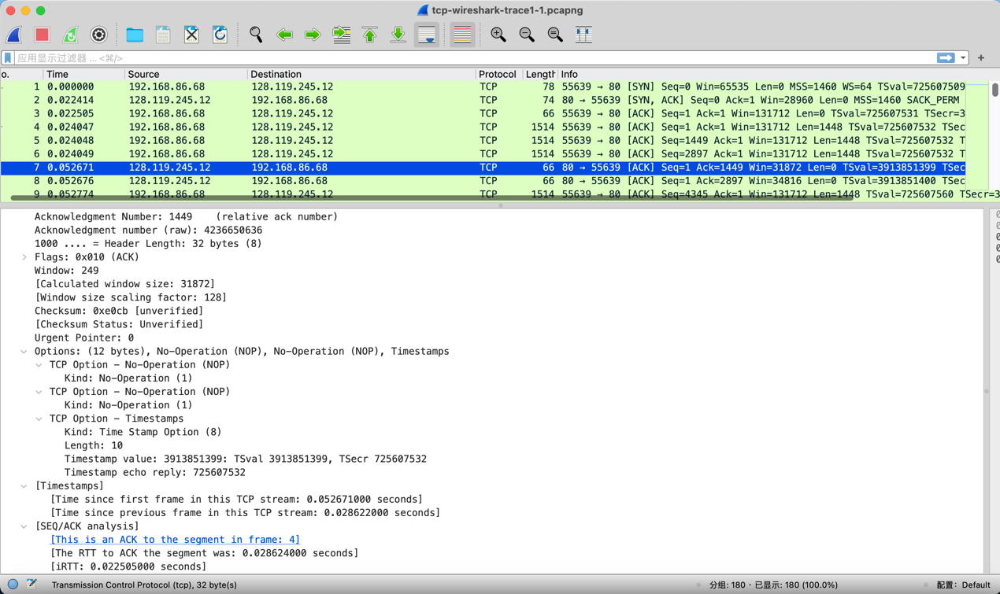 tcp-wireshark-trace1-1.pcapng
应用显示过滤器 … <⌘/>
o. Time Source Destination Protocol Length Info
1 0.000000 192.168.86.68 128.119.245.12 TCP 78 55639 → 80 [SYN] Seq=0 Win=65535 Len=0 MSS=1460 WS=64 TSval=725607509
2 0.022414 128.119.245.12 192.168.86.68 TCP 74 80 → 55639 [SYN, ACK] Seq=0 Ack=1 Win=28960 Len=0 MSS=1460 SACK_PERM
3 0.022505 192.168.86.68 128.119.245.12 TCP 66 55639 → 80 [ACK] Seq=1 Ack=1 Win=131712 Len=0 TSval=725607531 TSecr=3
4 0.024047 192.168.86.68 128.119.245.12 TCP 1514 55639 → 80 [ACK] Seq=1 Ack=1 Win=131712 Len=1448 TSval=725607532 TSec
5 0.024048 192.168.86.68 128.119.245.12 TCP 1514 55639 → 80 [ACK] Seq=1449 Ack=1 Win=131712 Len=1448 TSval=725607532 T
6 0.024049 192.168.86.68 128.119.245.12 TCP 1514 55639 → 80 [ACK] Seq=2897 Ack=1 Win=131712 Len=1448 TSval=725607532 T
7 0.052671 128.119.245.12 192.168.86.68 TCP 66 80 → 55639 [ACK] Seq=1 Ack=1449 Win=31872 Len=0 TSval=3913851399 TSec
8 0.052676 128.119.245.12 192.168.86.68 TCP 66 80 → 55639 [ACK] Seq=1 Ack=2897 Win=34816 Len=0 TSval=3913851400 TSec
9 0.052774 192.168.86.68 128.119.245.12 TCP 1514 55639 → 80 [ACK] Seq=4345 Ack=1 Win=131712 Len=1448 TSval=725607560 TSecr=3
Acknowledgment Number: 1449 (relative ack number)
Acknowledgment number (raw): 4236650636
1000 .... = Header Length: 32 bytes (8)
Flags: 0x010 (ACK)
Window: 249
[Calculated window size: 31872]
[Window size scaling factor: 128]
Checksum: 0xe0cb [unverified]
[Checksum Status: Unverified]
Urgent Pointer: 0
Options: (12 bytes), No-Operation (NOP), No-Operation (NOP), Timestamps
TCP Option – No-Operation (NOP)
Kind: No-Operation (1)
TCP Option – No-Operation (NOP)
Kind: No-Operation (1)
TCP Option – Timestamps
Kind: Time Stamp Option (8)
Length: 10
Timestamp value: 3913851399: TSval 3913851399, TSecr 725607532
Timestamp echo reply: 725607532
[Timestamps]
[Time since first frame in this TCP stream: 0.052671000 seconds]
[Time since previous frame in this TCP stream: 0.028622000 seconds]
[SEQ/ACK analysis]
[This is an ACK to the segment in frame: 4]
[The RTT to ACK the segment was: 0.028624000 seconds]
[iRTT: 0.022505000 seconds]
Transmission Control Protocol (tcp), 32 byte(s) 分组: 180 · 已显示: 180 (100.0%) 配置: Default